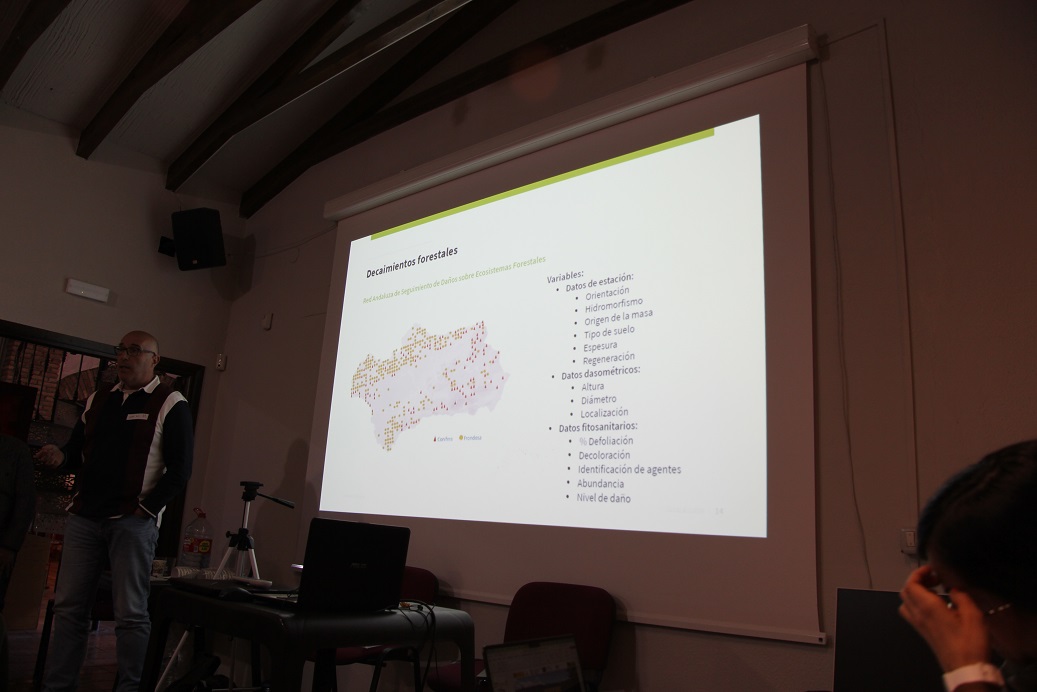 Decaimientos forestales
Red Andaluza de Seguimiento de Daños sobre Ecosistemas Forestales
Conífera
Frondosa
Variables:
• Datos de estación:
• Orientación
• Hidromorfismo
• Origen de la masa
• Tipo de suelo
• Espesura
• Regeneración
• Datos dasométricos:
• Altura
• Diámetro
• Localización
• Datos fitosanitarios:
• % Defoliación
• Decoloración
• Identificación de agentes
• Abundancia
• Nivel de daño